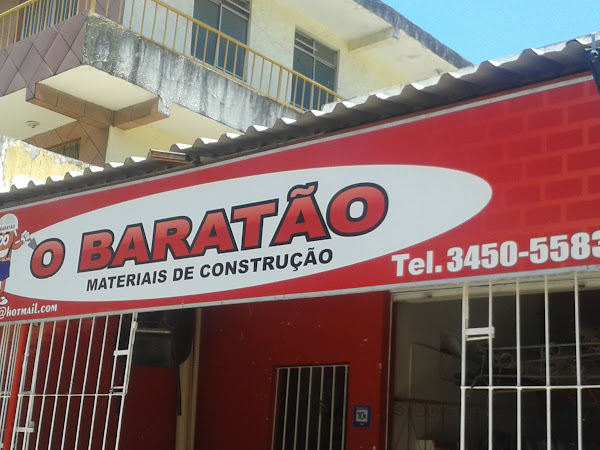 O BARATÃO
MATERIAIS DE CONSTRUÇÃO
Tel. 3450-5583
@HOTMAIL.COM